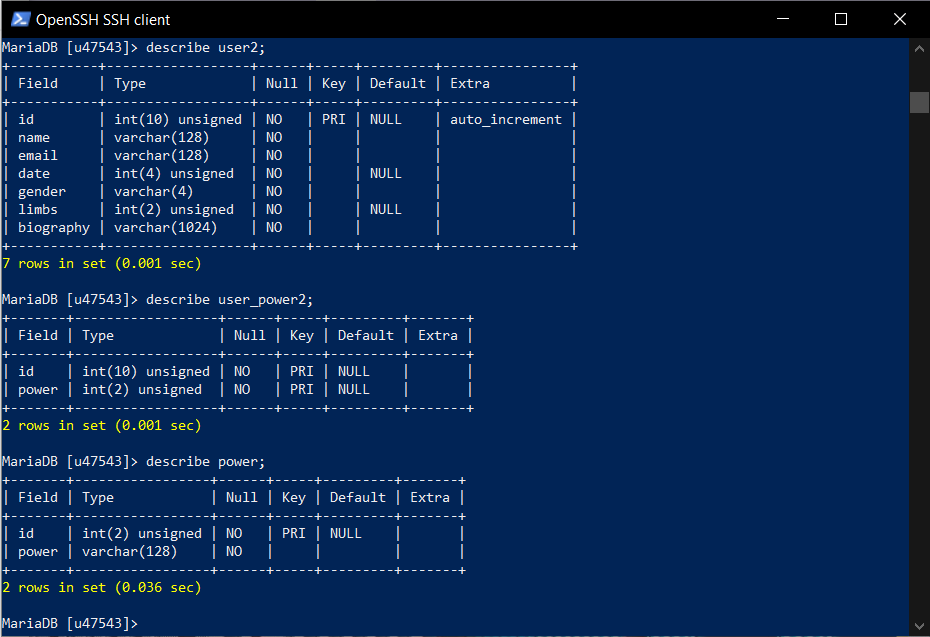 OpenSSH SSH client
MariaDB [u47543]> describe user2;
+-----------+------------------+------+-----+---------+----------------+
| Field     | Type             | Null | Key | Default | Extra          |
+-----------+------------------+------+-----+---------+----------------+
| id        | int(10) unsigned | NO   | PRI | NULL    | auto_increment |
| name      | varchar(128)     | NO   |     |         |                |
| email     | varchar(128)     | NO   |     |         |                |
| date      | int(4) unsigned  | NO   |     | NULL    |                |
| gender    | varchar(4)       | NO   |     |         |                |
| limbs     | int(2) unsigned  | NO   |     | NULL    |                |
| biography | varchar(1024)    | NO   |     |         |                |
+-----------+------------------+------+-----+---------+----------------+
7 rows in set (0.001 sec)
MariaDB [u47543]> describe user_power2;
+-------+------------------+------+-----+---------+-------+
| Field | Type             | Null | Key | Default | Extra |
+-------+------------------+------+-----+---------+-------+
| id    | int(10) unsigned | NO   | PRI | NULL    |       |
| power | int(2) unsigned  | NO   | PRI | NULL    |       |
+-------+------------------+------+-----+---------+-------+
2 rows in set (0.001 sec)
MariaDB [u47543]> describe power;
+-------+-----------------+------+-----+---------+-------+
| Field | Type            | Null | Key | Default | Extra |
+-------+-----------------+------+-----+---------+-------+
| id    | int(2) unsigned | NO   | PRI | NULL    |       |
| power | varchar(128)    | NO   |     |         |       |
+-------+-----------------+------+-----+---------+-------+
2 rows in set (0.036 sec)
MariaDB [u47543]>